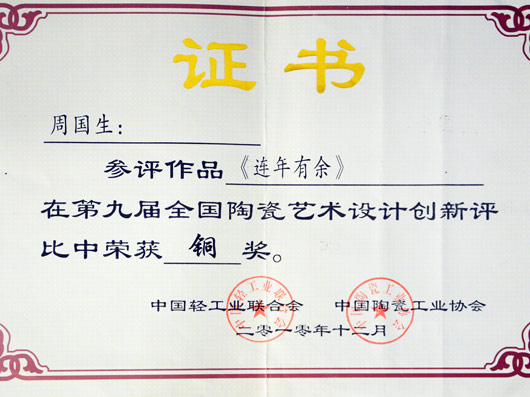 证书
周国生：
参评作品《连年有余》
在第九届全国陶瓷艺术设计创新评
比中荣获 铜 奖。
中国轻工业联合会 中国陶瓷工业协会
二零一零年十二月